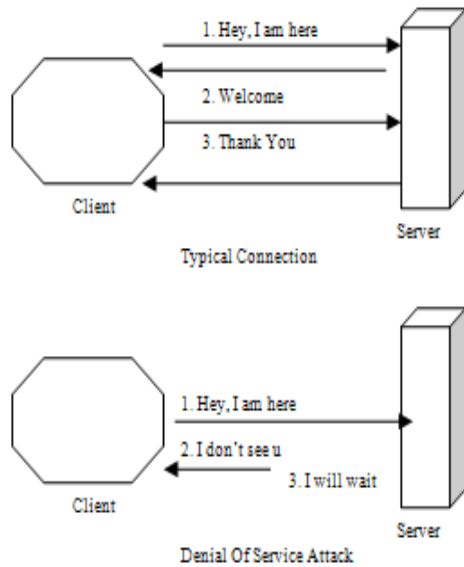 1. Hey, I am here
2. Welcome
3. Thank You
Client
Server
Typical Connection
1. Hey, I am here
2. I don't see u
3. I will wait
Client
Server
Denial Of Service Attack